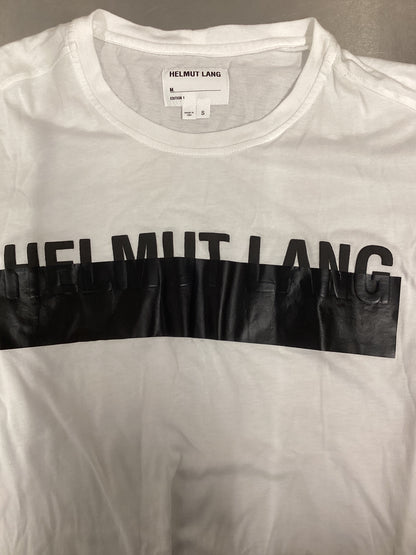 HELMUT LANG
M
EDITION 1
S
HELMUT LANG